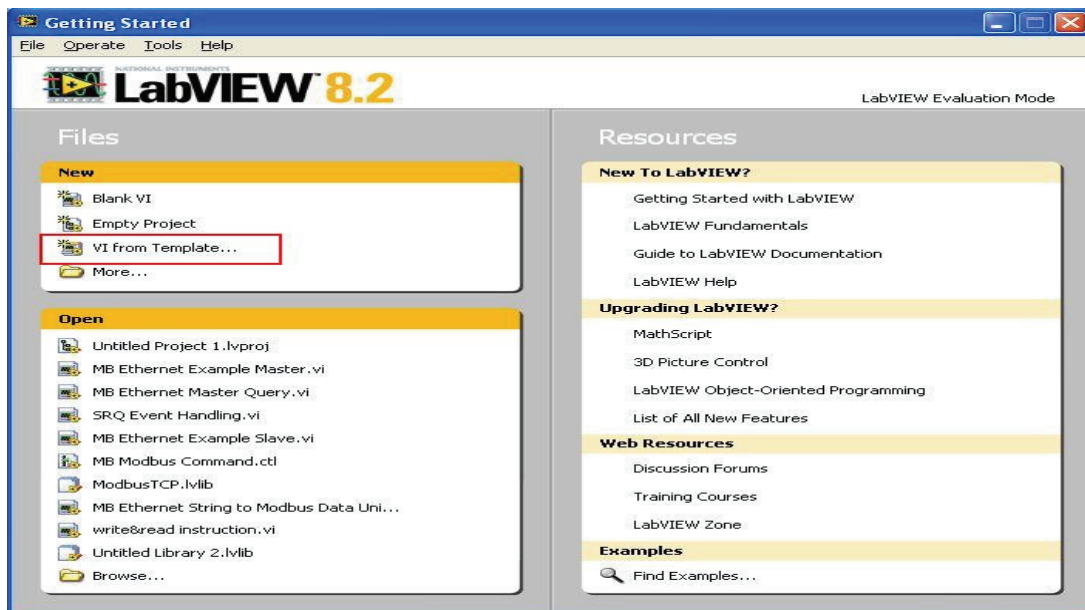 Getting Started
File Operate Tools Help
NATIONAL INSTRUMENTS
LabVIEW™ 8.2
LabVIEW Evaluation Mode
Files
New
Blank VI
Empty Project
VI from Template...
More...
Open
Untitled Project 1.lvproj
MB Ethernet Example Master.vi
MB Ethernet Master Query.vi
SRQ Event Handling.vi
MB Ethernet Example Slave.vi
MB Modbus Command.ctl
ModbusTCP.lvlib
MB Ethernet String to Modbus Data Uni...
write&read instruction.vi
Untitled Library 2.lvlib
Browse...
Resources
New To LabVIEW?
Getting Started with LabVIEW
LabVIEW Fundamentals
Guide to LabVIEW Documentation
LabVIEW Help
Upgrading LabVIEW?
MathScript
3D Picture Control
LabVIEW Object-Oriented Programming
List of All New Features
Web Resources
Discussion Forums
Training Courses
LabVIEW Zone
Examples
Find Examples...